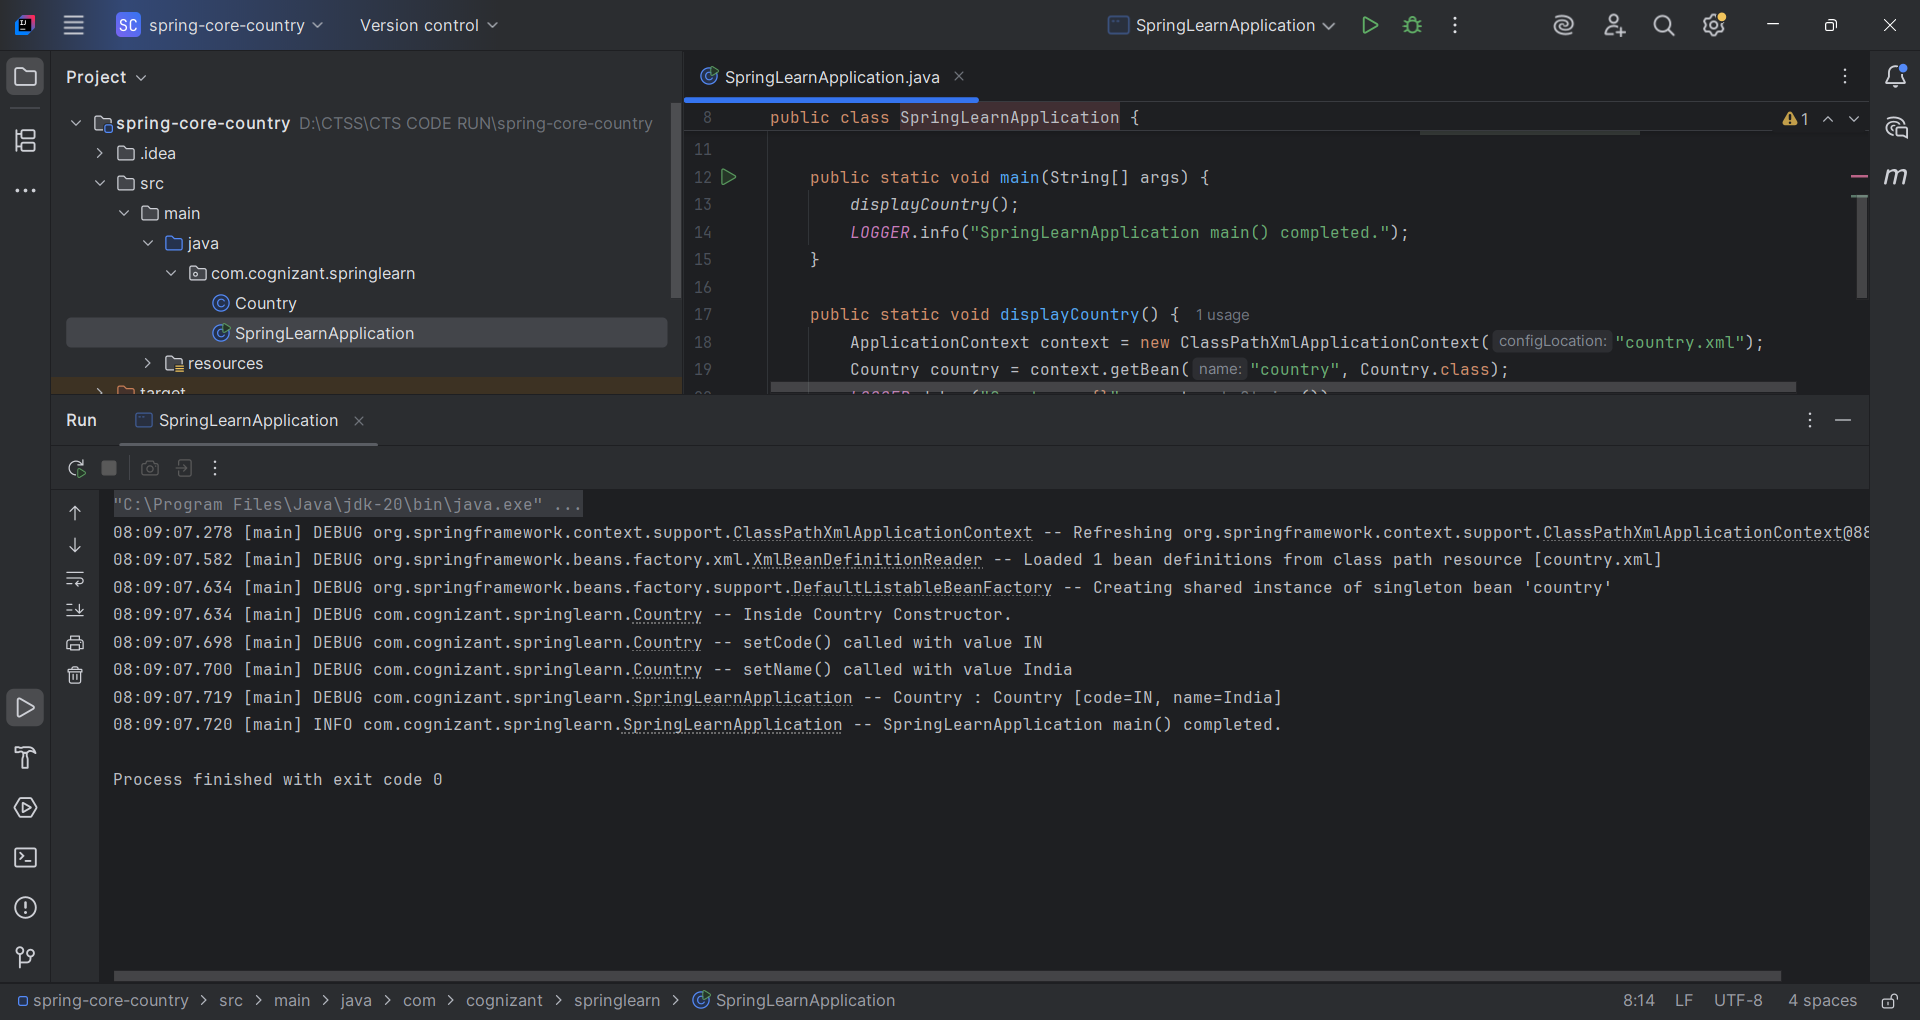 SC spring-core-country
Version control
SpringLearnApplication
Project
spring-core-country D:\CTSS\CTS CODE RUN\spring-core-country
.idea
src
main
java
com.cognizant.springlearn
Country
SpringLearnApplication
resources
target
SpringLearnApplication.java
8 public class SpringLearnApplication {
1
11
12 public static void main(String[] args) {
13 displayCountry();
14 LOGGER.info("SpringLearnApplication main() completed.");
15 }
16
17 public static void displayCountry() { 1 usage
18 ApplicationContext context = new ClassPathXmlApplicationContext( configLocation: "country.xml");
19 Country country = context.getBean( name: "country", Country.class);
m
Run SpringLearnApplication
"C:\Program Files\Java\jdk-20\bin\java.exe" ...
08:09:07.278 [main] DEBUG org.springframework.context.support.ClassPathXmlApplicationContext -- Refreshing org.springframework.context.support.ClassPathXmlApplicationContext@88
08:09:07.582 [main] DEBUG org.springframework.beans.factory.xml.XmlBeanDefinitionReader -- Loaded 1 bean definitions from class path resource [country.xml]
08:09:07.634 [main] DEBUG org.springframework.beans.factory.support.DefaultListableBeanFactory -- Creating shared instance of singleton bean 'country'
08:09:07.634 [main] DEBUG com.cognizant.springlearn.Country -- Inside Country Constructor.
08:09:07.698 [main] DEBUG com.cognizant.springlearn.Country -- setCode() called with value IN
08:09:07.700 [main] DEBUG com.cognizant.springlearn.Country -- setName() called with value India
08:09:07.719 [main] DEBUG com.cognizant.springlearn.SpringLearnApplication -- Country : Country [code=IN, name=India]
08:09:07.720 [main] INFO com.cognizant.springlearn.SpringLearnApplication -- SpringLearnApplication main() completed.
Process finished with exit code 0
spring-core-country > src > main > java > com > cognizant > springlearn > SpringLearnApplication
8:14 LF UTF-8 4 spaces